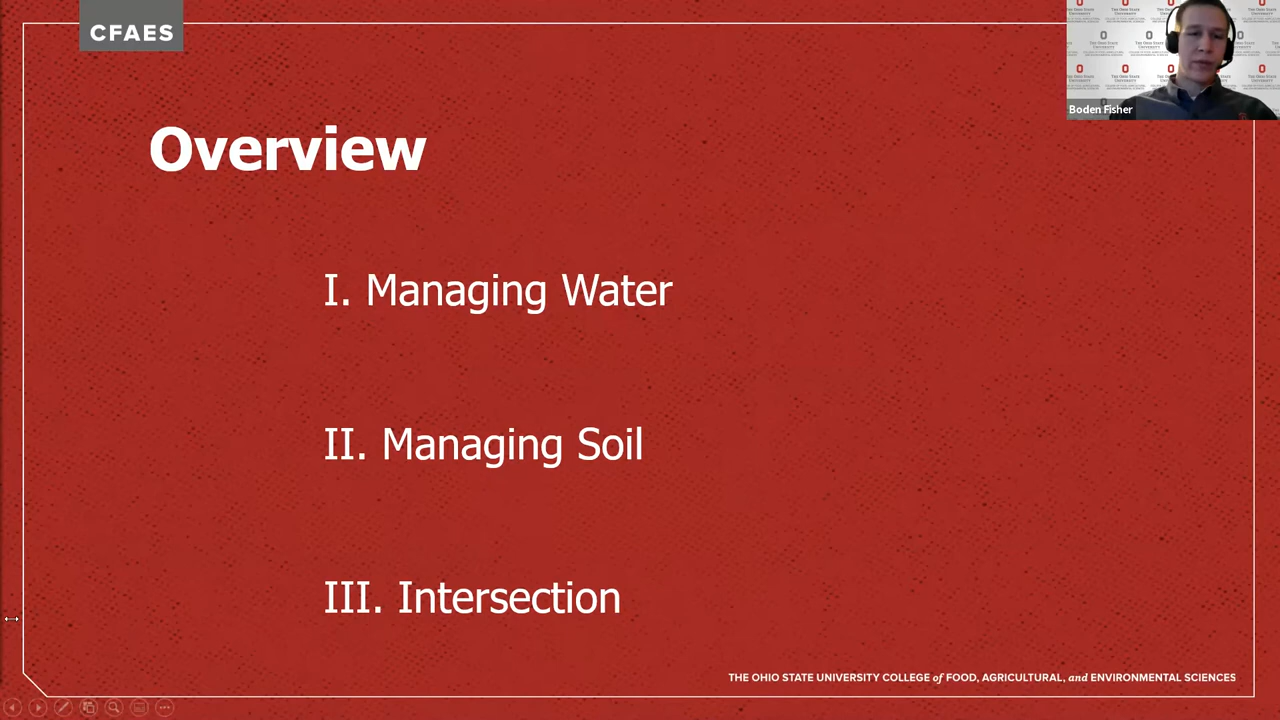 CFAES
Boden Fisher
Overview
I. Managing Water
II. Managing Soil
III. Intersection
THE OHIO STATE UNIVERSITY COLLEGE of FOOD, AGRICULTURAL, and ENVIRONMENTAL SCIENCES